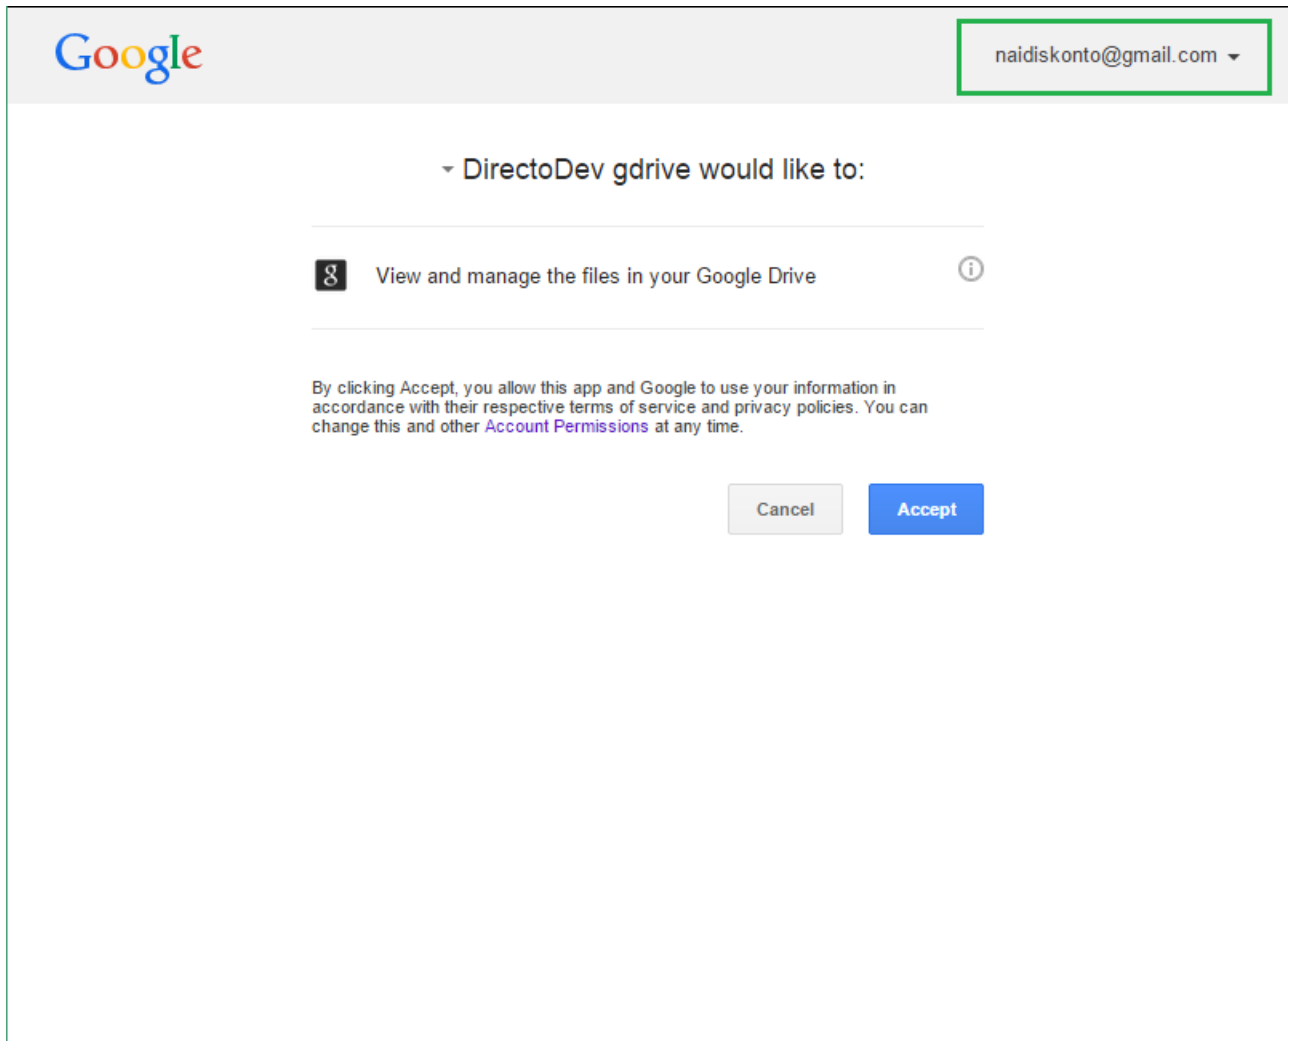 Google
naidiskonto@gmail.com
DirectoDev gdrive would like to:
g
View and manage the files in your Google Drive
i
By clicking Accept, you allow this app and Google to use your information in
accordance with their respective terms of service and privacy policies. You can
change this and other Account Permissions at any time.
Cancel
Accept